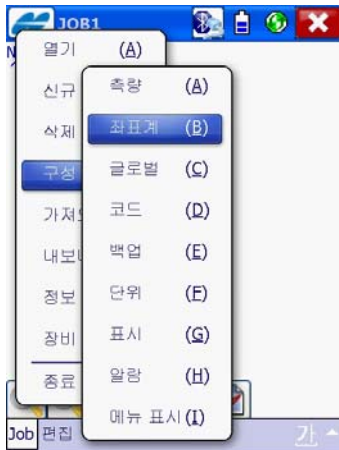 JOB1
열기 (A)
신규
삭제
구성
가져
내보
정보
장비
종료
측량 (A)
좌표계 (B)
글로벌 (C)
코드 (D)
백업 (E)
단위 (F)
표시 (G)
알람 (H)
메뉴 표시 (I)
Job 편집
가